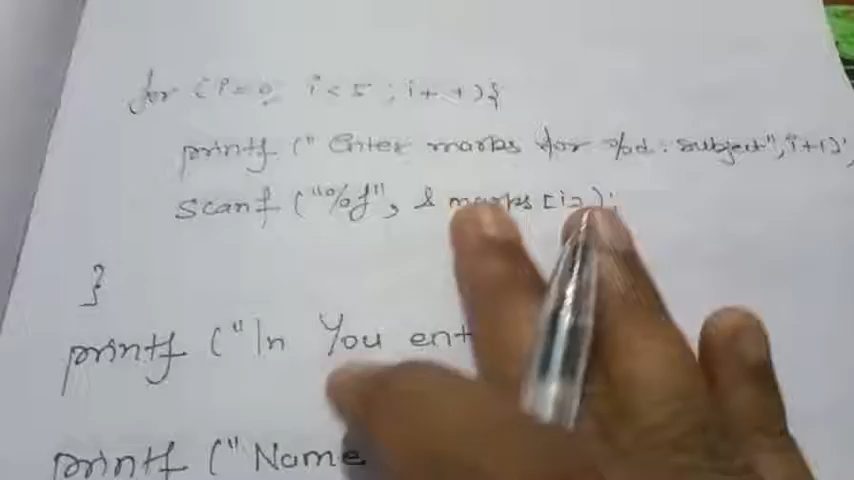 for (i=0; i<5; i++){
printf ("Enter marks for %d: subject", i+1);
scanf ("%f", & marks[i]);
}
printf ("\n You ent
printf ("Name